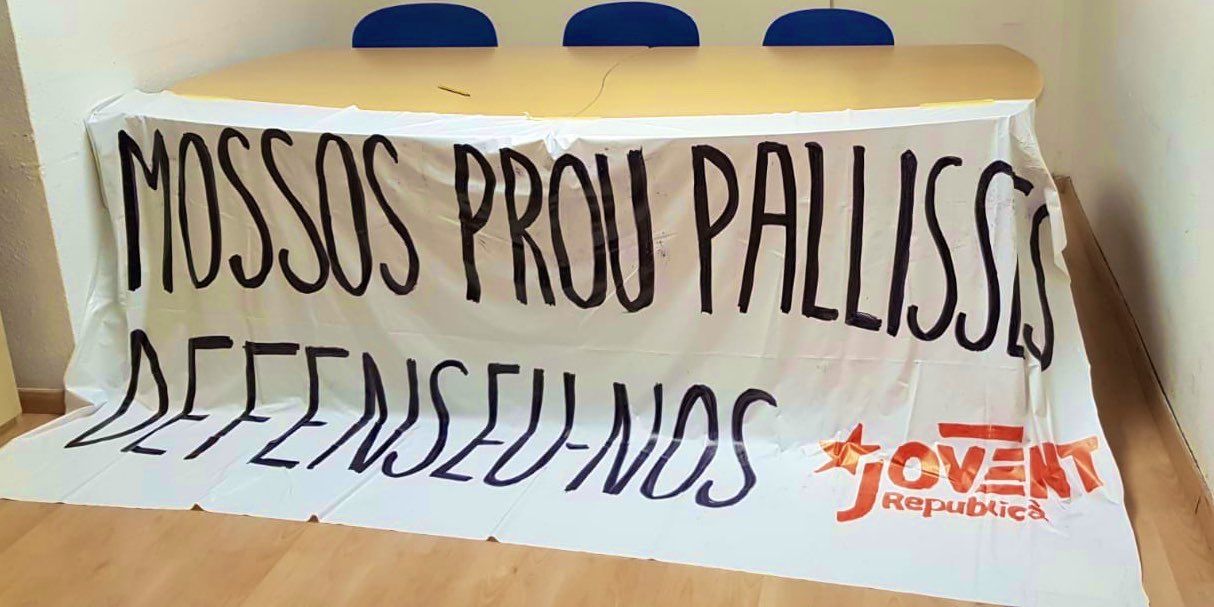 MOSSOS PROU PALLISSES
DEFENSEU-NOS
JOVENT
Republicà